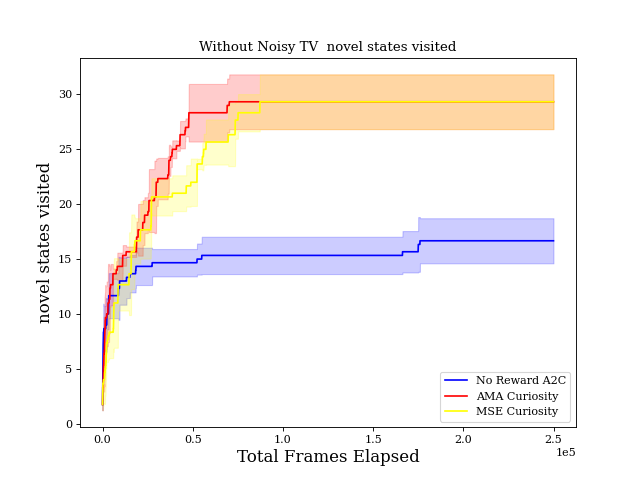 Without Noisy TV  novel states visited
novel states visited
30
25
20
15
10
5
0
0.0
0.5
1.0
1.5
2.0
2.5
1e5
Total Frames Elapsed
No Reward A2C
AMA Curiosity
MSE Curiosity